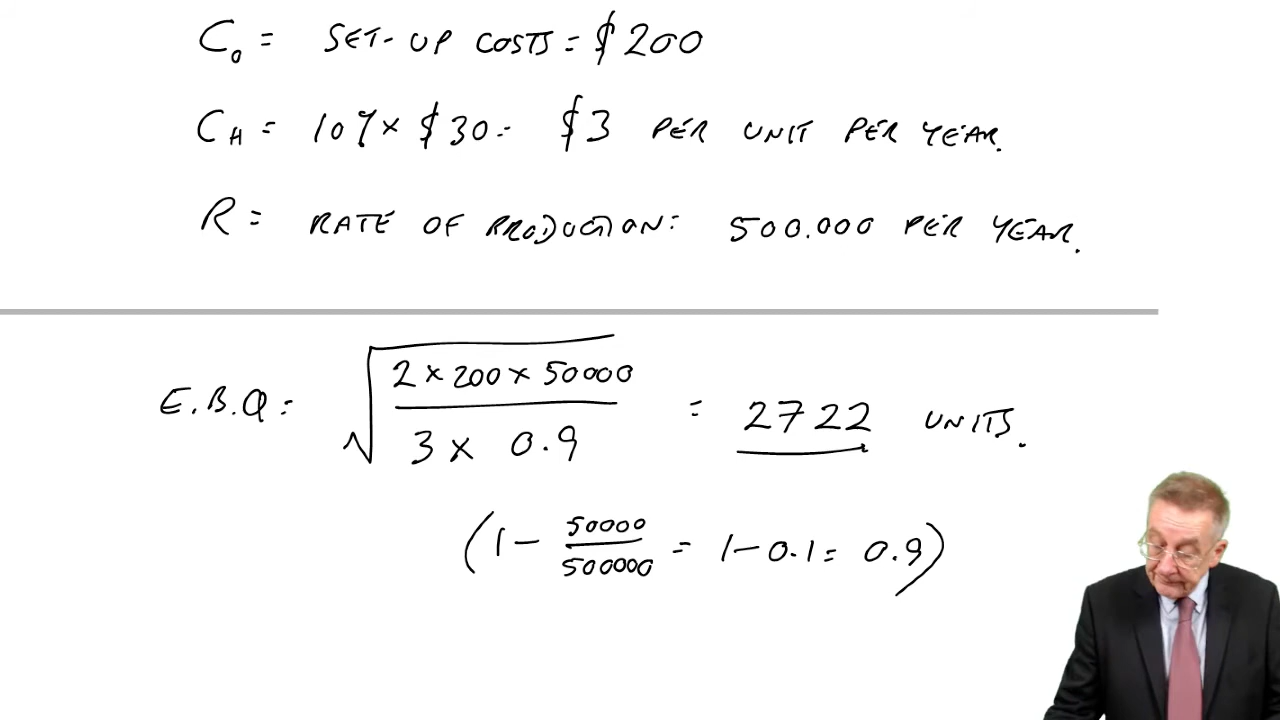 C₀ = SET-UP COSTS = $200
C_H = 10% × $30 = $3 PER UNIT PER YEAR.
R = RATE OF PRODUCTION = 500.000 PER YEAR.
E.B.Q = √((2 × 200 × 50000) / (3 × 0.9)) = 2722 UNITS.
(1 - 50000/500000 = 1 - 0.1 = 0.9)